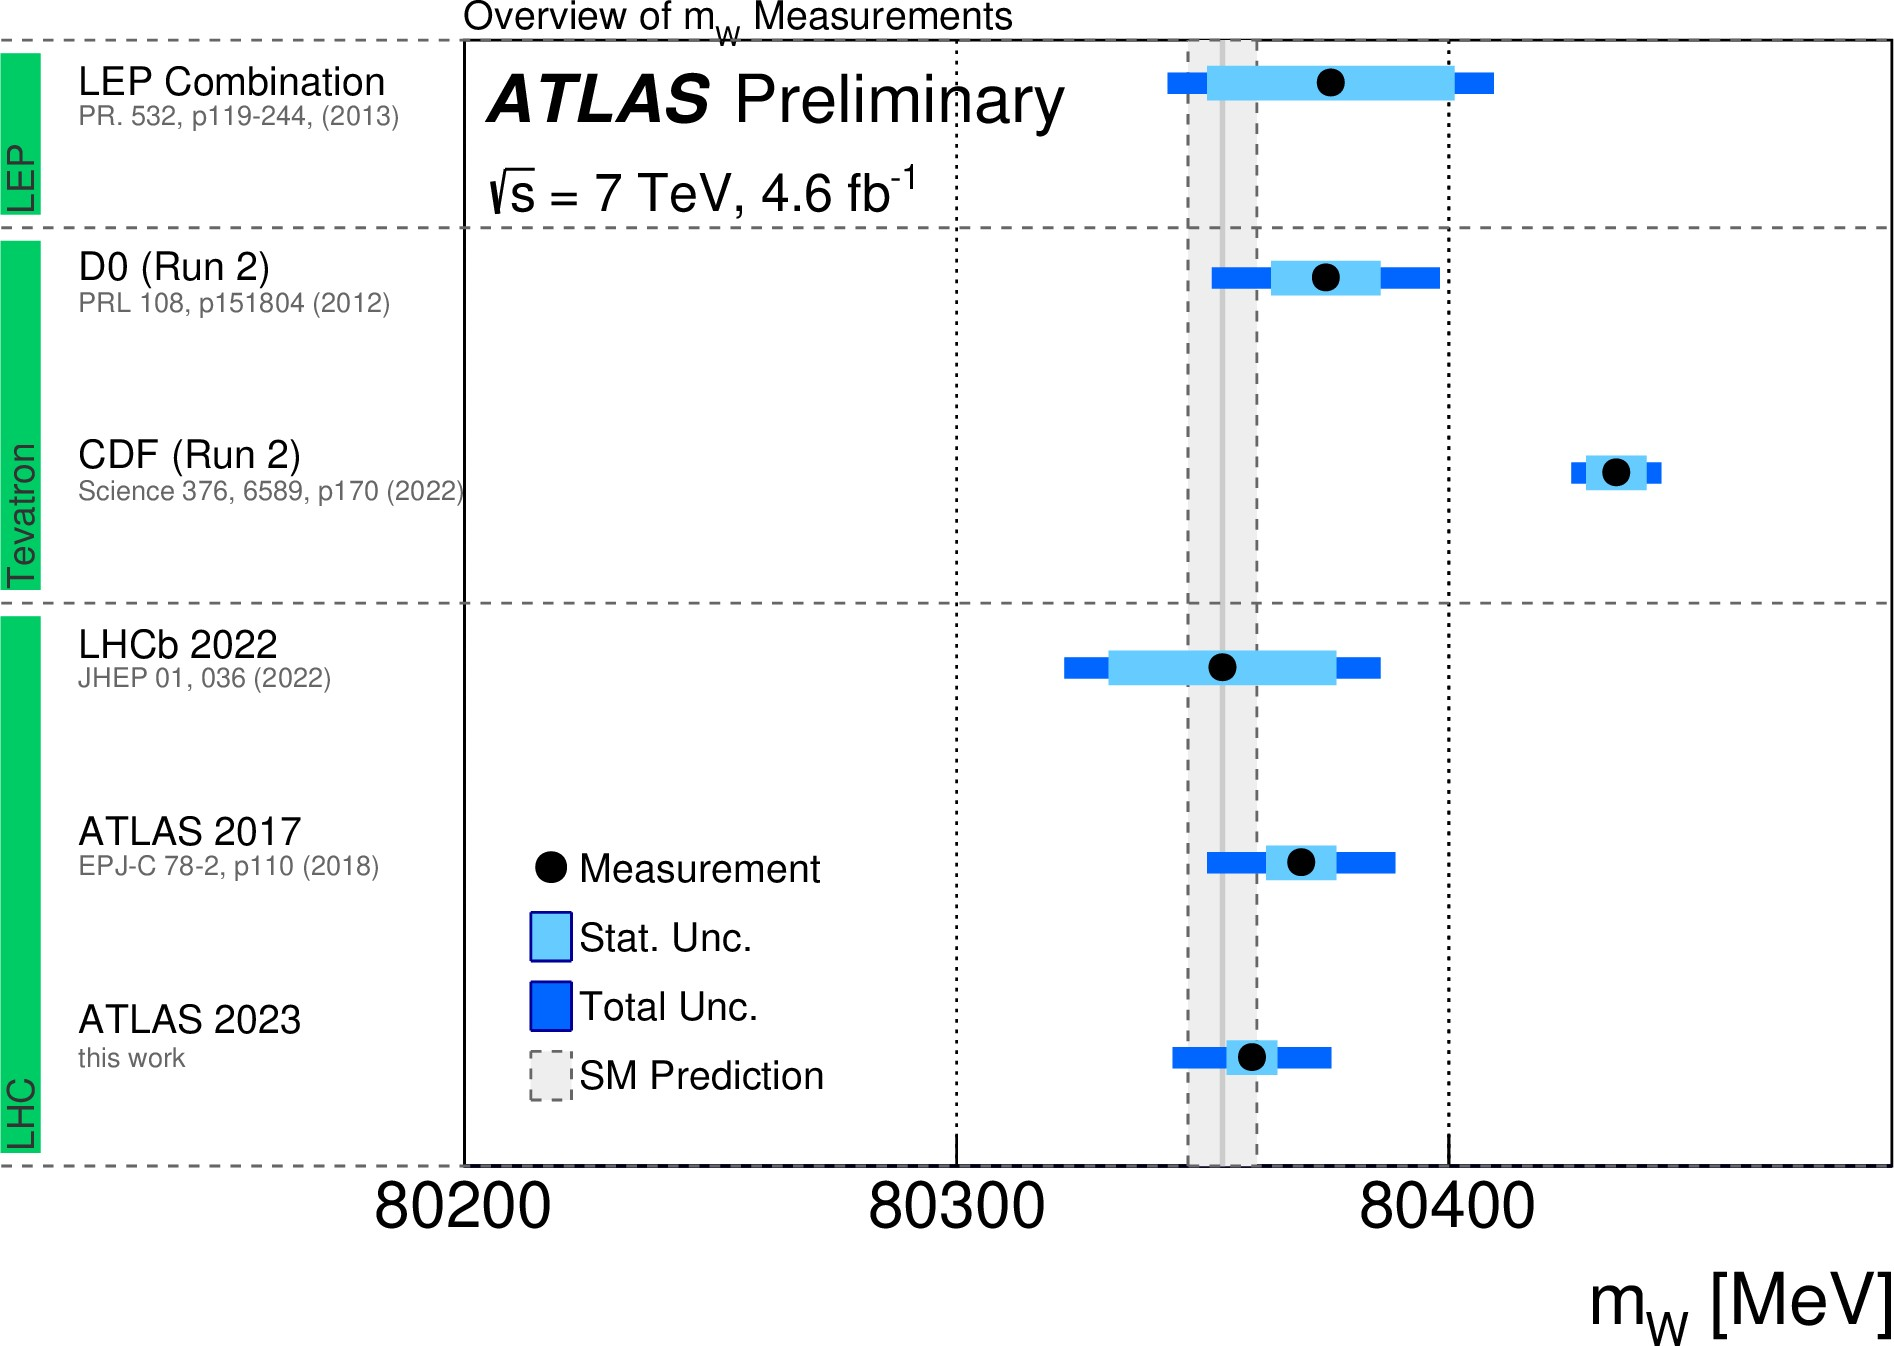 Overview of mW Measurements
LEP
LEP Combination
PR. 532, p119-244, (2013)
ATLAS Preliminary
√s = 7 TeV, 4.6 fb-1
Tevatron
D0 (Run 2)
PRL 108, p151804 (2012)
CDF (Run 2)
Science 376, 6589, p170 (2022)
LHC
LHCb 2022
JHEP 01, 036 (2022)
ATLAS 2017
EPJ-C 78-2, p110 (2018)
ATLAS 2023
this work
Measurement
Stat. Unc.
Total Unc.
SM Prediction
80200 80300 80400
mW [MeV]